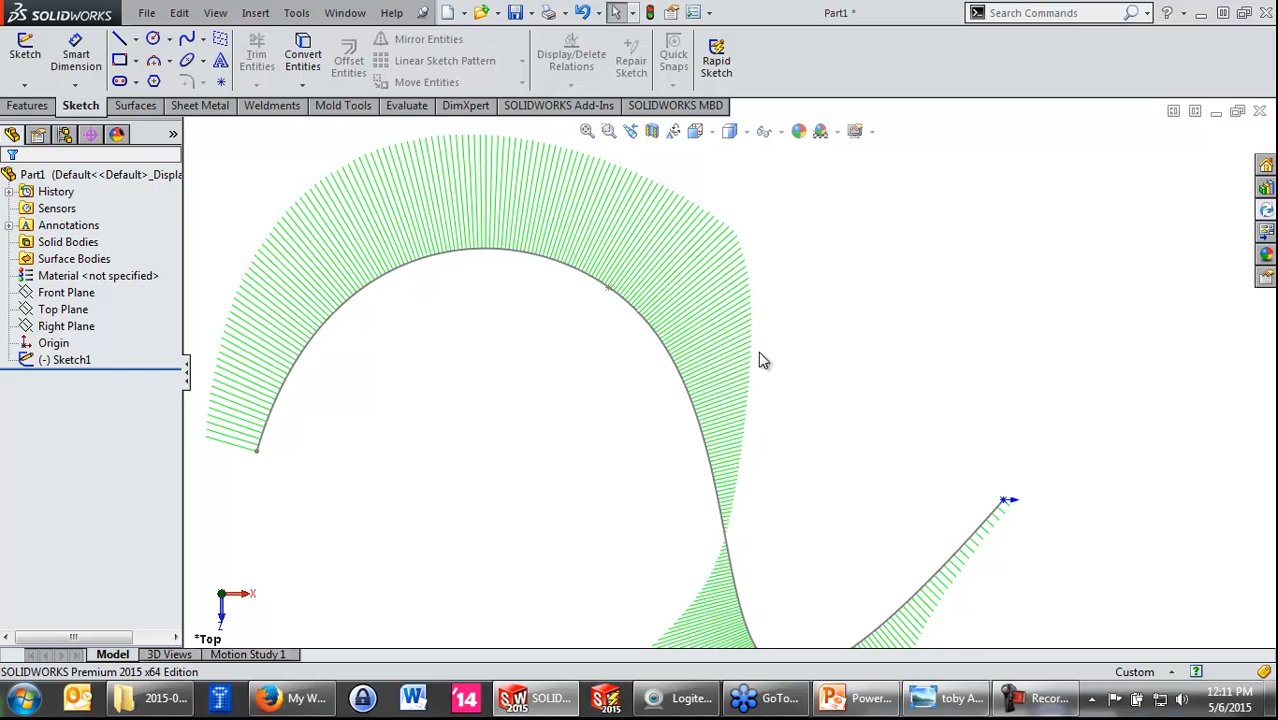 SOLIDWORKS
File
Edit
View
Insert
Tools
Window
Help
Part1 *
Search Commands
Sketch
Smart
Dimension
Trim
Entities
Convert
Entities
Offset
Entities
Mirror Entities
Linear Sketch Pattern
Move Entities
Display/Delete
Relations
Repair
Sketch
Quick
Snaps
Rapid
Sketch
Features
Sketch
Surfaces
Sheet Metal
Weldments
Mold Tools
Evaluate
DimXpert
SOLIDWORKS Add-Ins
SOLIDWORKS MBD
Part1 (Default<<Default>_Displa
History
Sensors
Annotations
Solid Bodies
Surface Bodies
Material <not specified>
Front Plane
Top Plane
Right Plane
Origin
(-) Sketch1
X
Z
*Top
Model
3D Views
Motion Study 1
SOLIDWORKS Premium 2015 x64 Edition
Custom
2015-0...
My W...
'14
SOLID...
Logite...
GoTo...
Power...
toby A...
Recor...
12:11 PM
5/6/2015